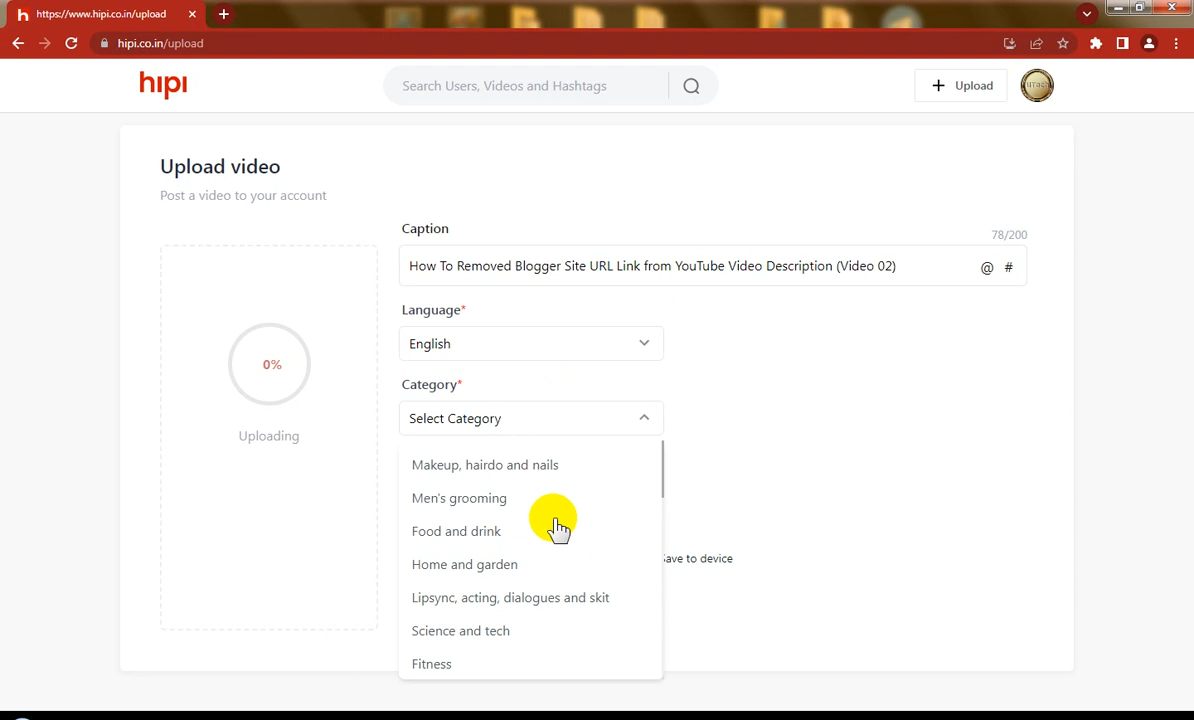 https://www.hipi.co.in/upload
hipi.co.in/upload
hipi
Search Users, Videos and Hashtags
Upload
Upload video
Post a video to your account
Caption
78/200
How To Removed Blogger Site URL Link from YouTube Video Description (Video 02)
@ #
Language*
English
0%
Category*
Select Category
Uploading
Makeup, hairdo and nails
Men's grooming
Food and drink
Save to device
Home and garden
Lipsync, acting, dialogues and skit
Science and tech
Fitness